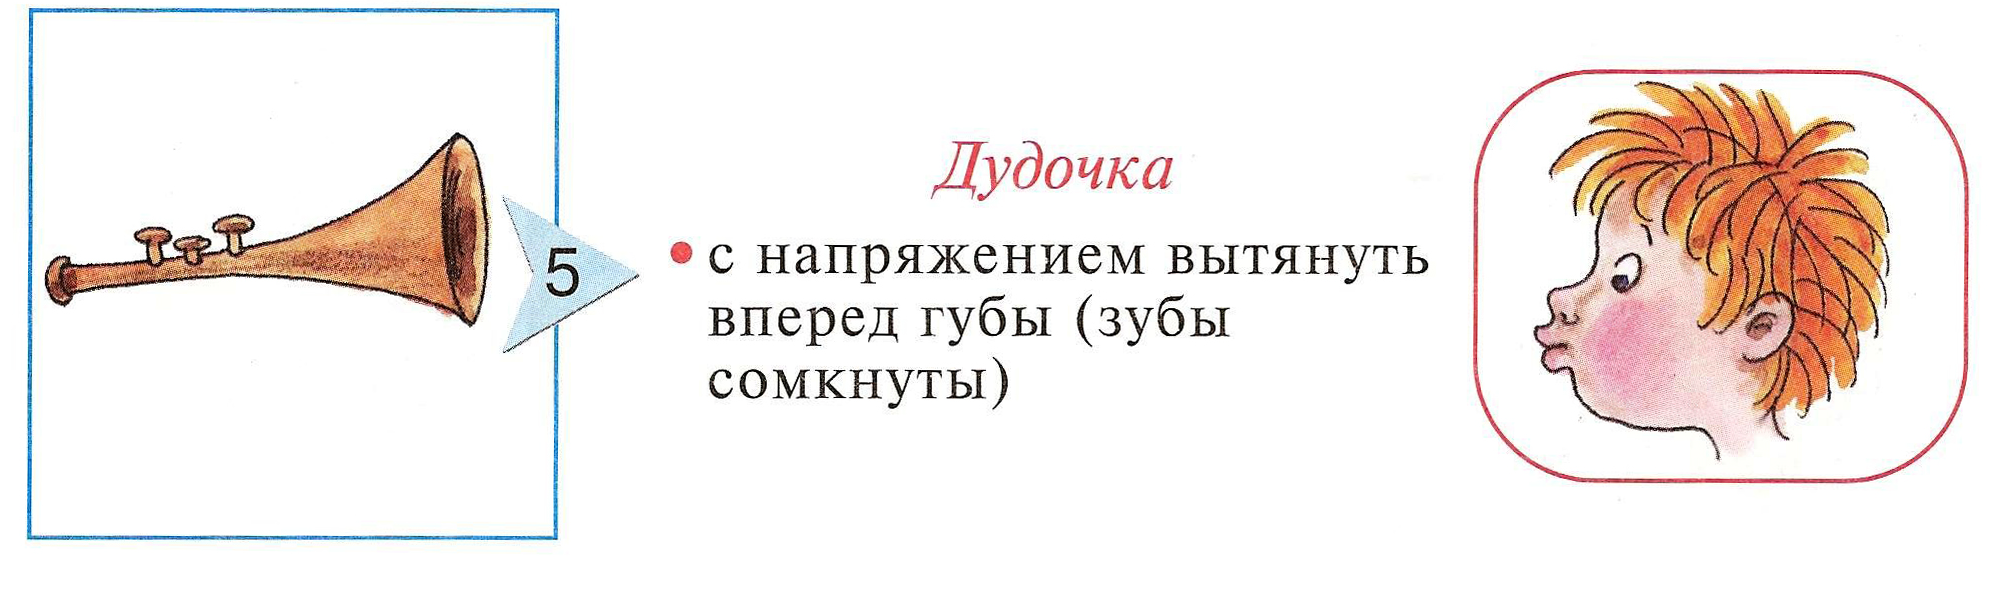 Дудочка
5
• с напряжением вытянуть
вперед губы (зубы
сомкнуты)